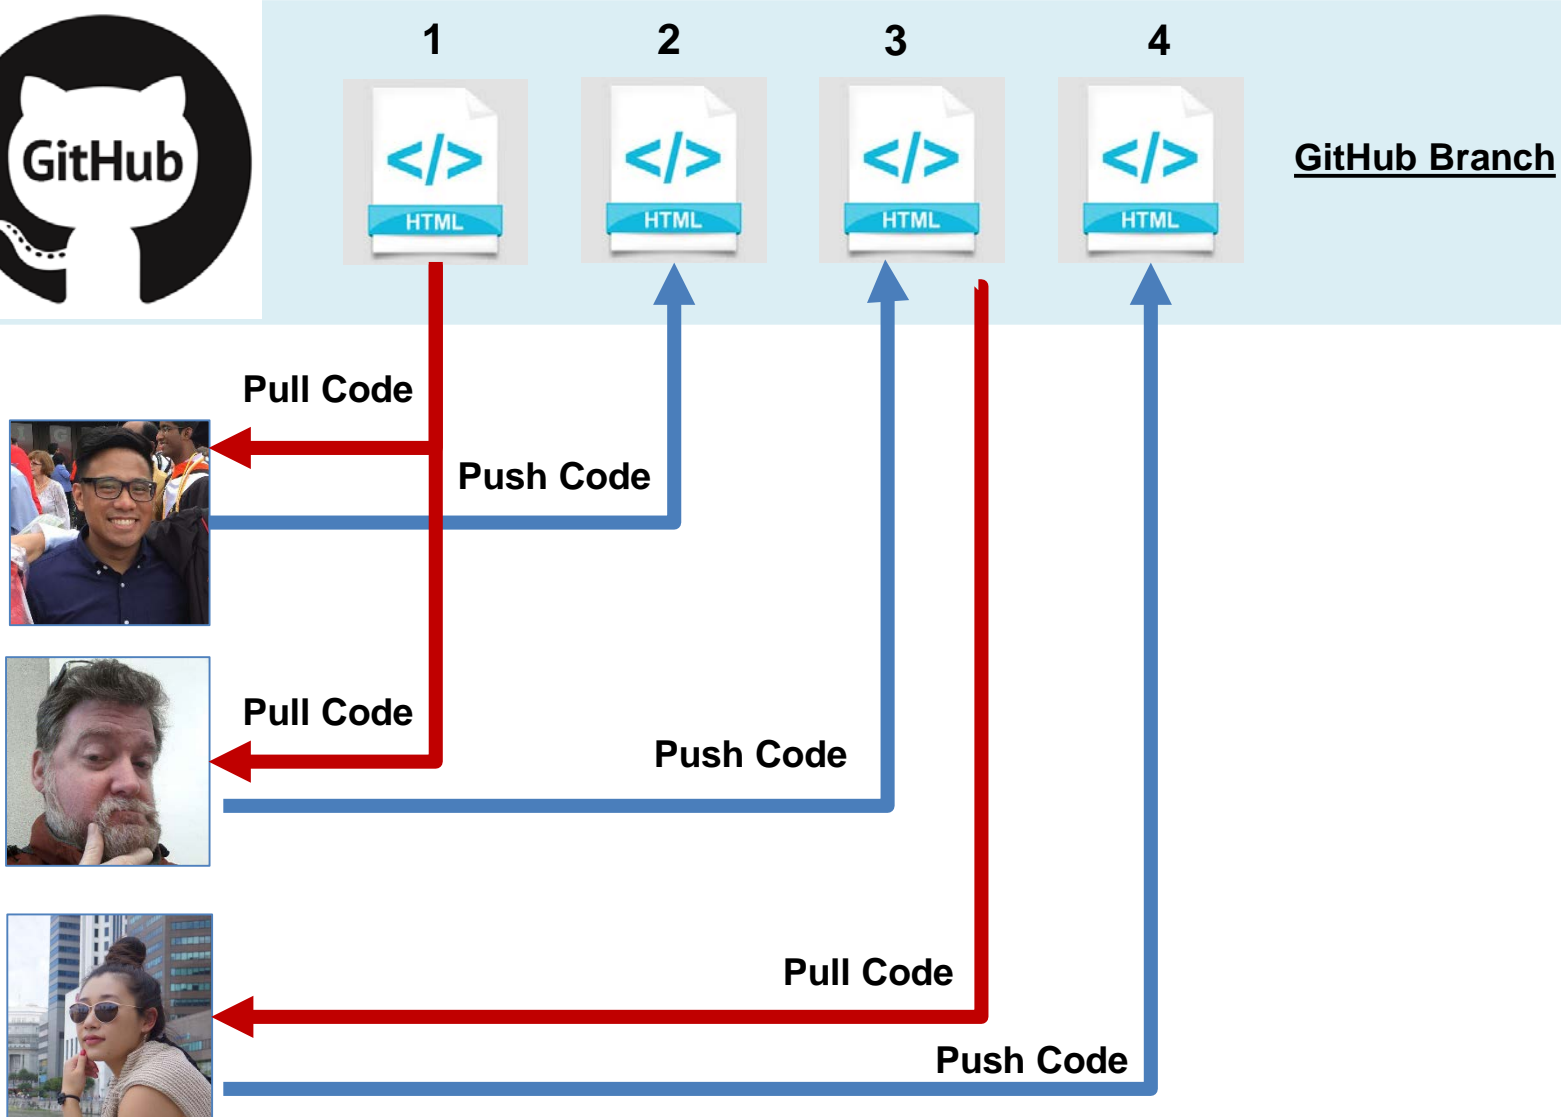 1 2 3 4
GitHub
</>
</>
</>
</>
HTML
HTML
HTML
HTML
GitHub Branch
Pull Code
Push Code
Pull Code
Push Code
Pull Code
Push Code